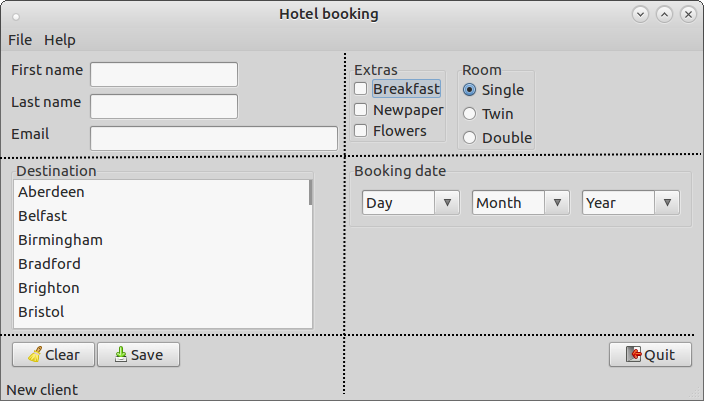 Hotel booking
File Help
First name
Last name
Email
Extras
Breakfast
Newpaper
Flowers
Room
Single
Twin
Double
Destination
Aberdeen
Belfast
Birmingham
Bradford
Brighton
Bristol
Booking date
Day Month Year
Clear Save Quit
New client